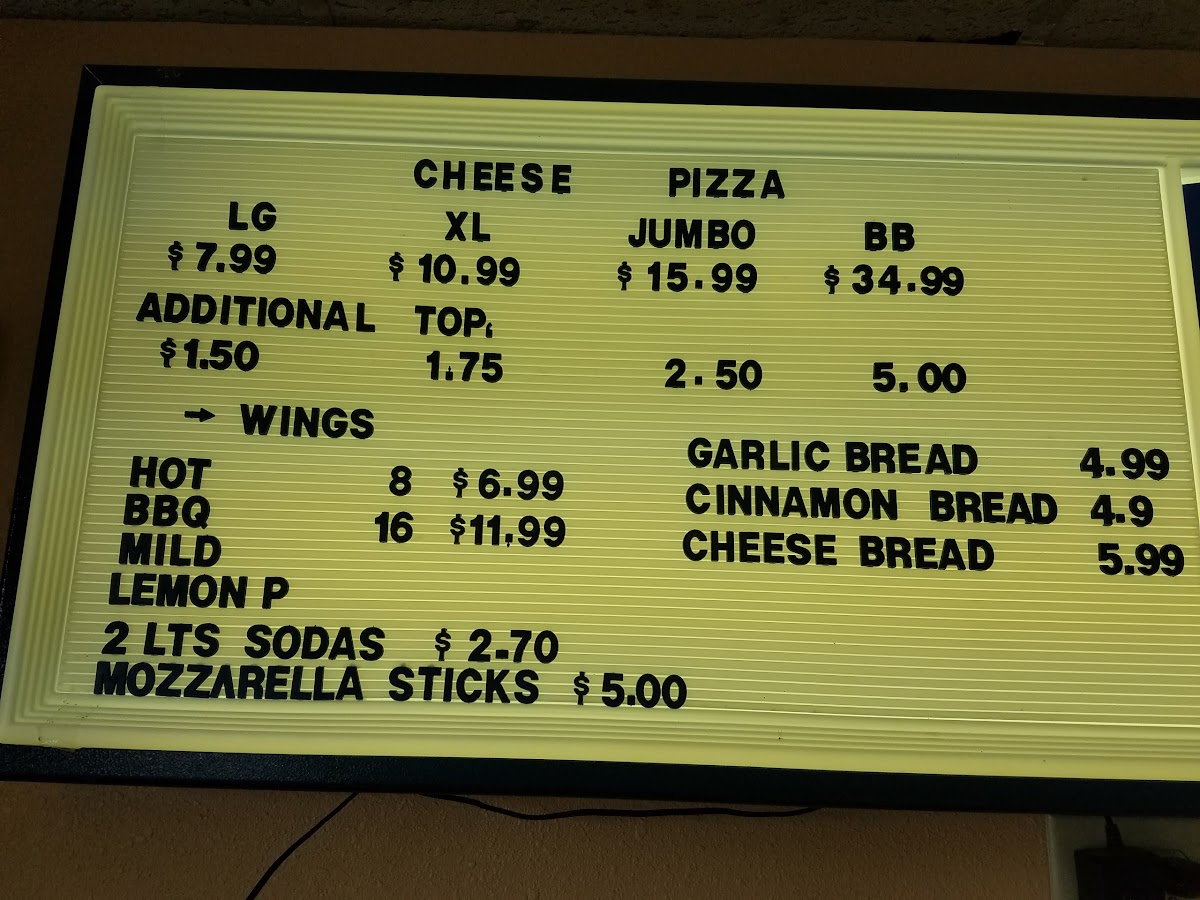 CHEESE PIZZA
LG XL JUMBO BB
$7.99 $10.99 $15.99 $34.99
ADDITIONAL TOP.
$1.50 1.75 2.50 5.00
→ WINGS
HOT 8 $6.99
BBQ 16 $11.99
MILD
LEMON P
2 LTS SODAS $2.70
MOZZARELLA STICKS $5.00
GARLIC BREAD 4.99
CINNAMON BREAD 4.9
CHEESE BREAD 5.99